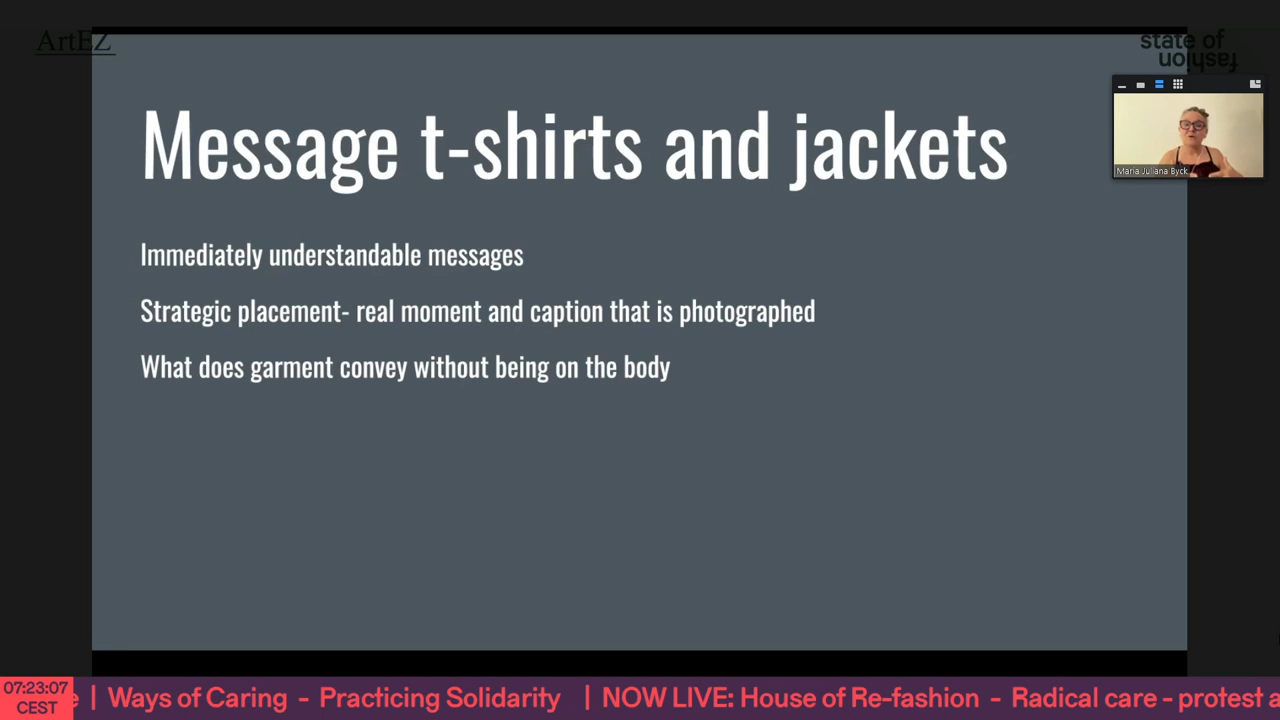 ArtEZ
state of
fashion
Message t-shirts and jackets
Maria Juliana Byck
Immediately understandable messages
Strategic placement- real moment and caption that is photographed
What does garment convey without being on the body
07:23:07
CEST
e | Ways of Caring - Practicing Solidarity | NOW LIVE: House of Re-fashion - Radical care - protest a